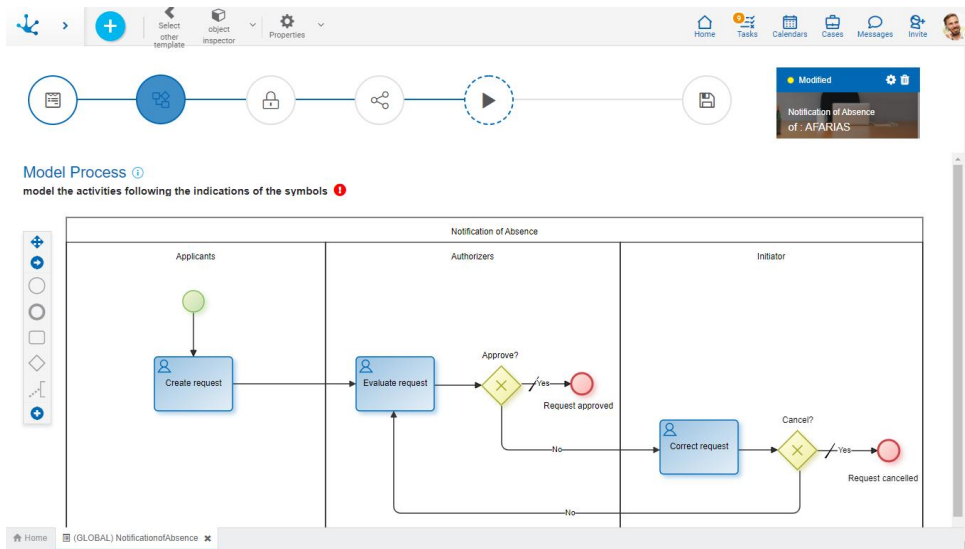 Select
other
template
object
inspector
Properties
Home
9
Tasks
Calendars
Cases
Messages
Invite
Modified
Notification of Absence
of : AFARIAS
Model Process
model the activities following the indications of the symbols
Notification of Absence
Applicants
Authorizers
Initiator
Create request
Evaluate request
Approve?
Yes
Request approved
No
Correct request
Cancel?
Yes
Request cancelled
No
Home
(GLOBAL) NotificationofAbsence